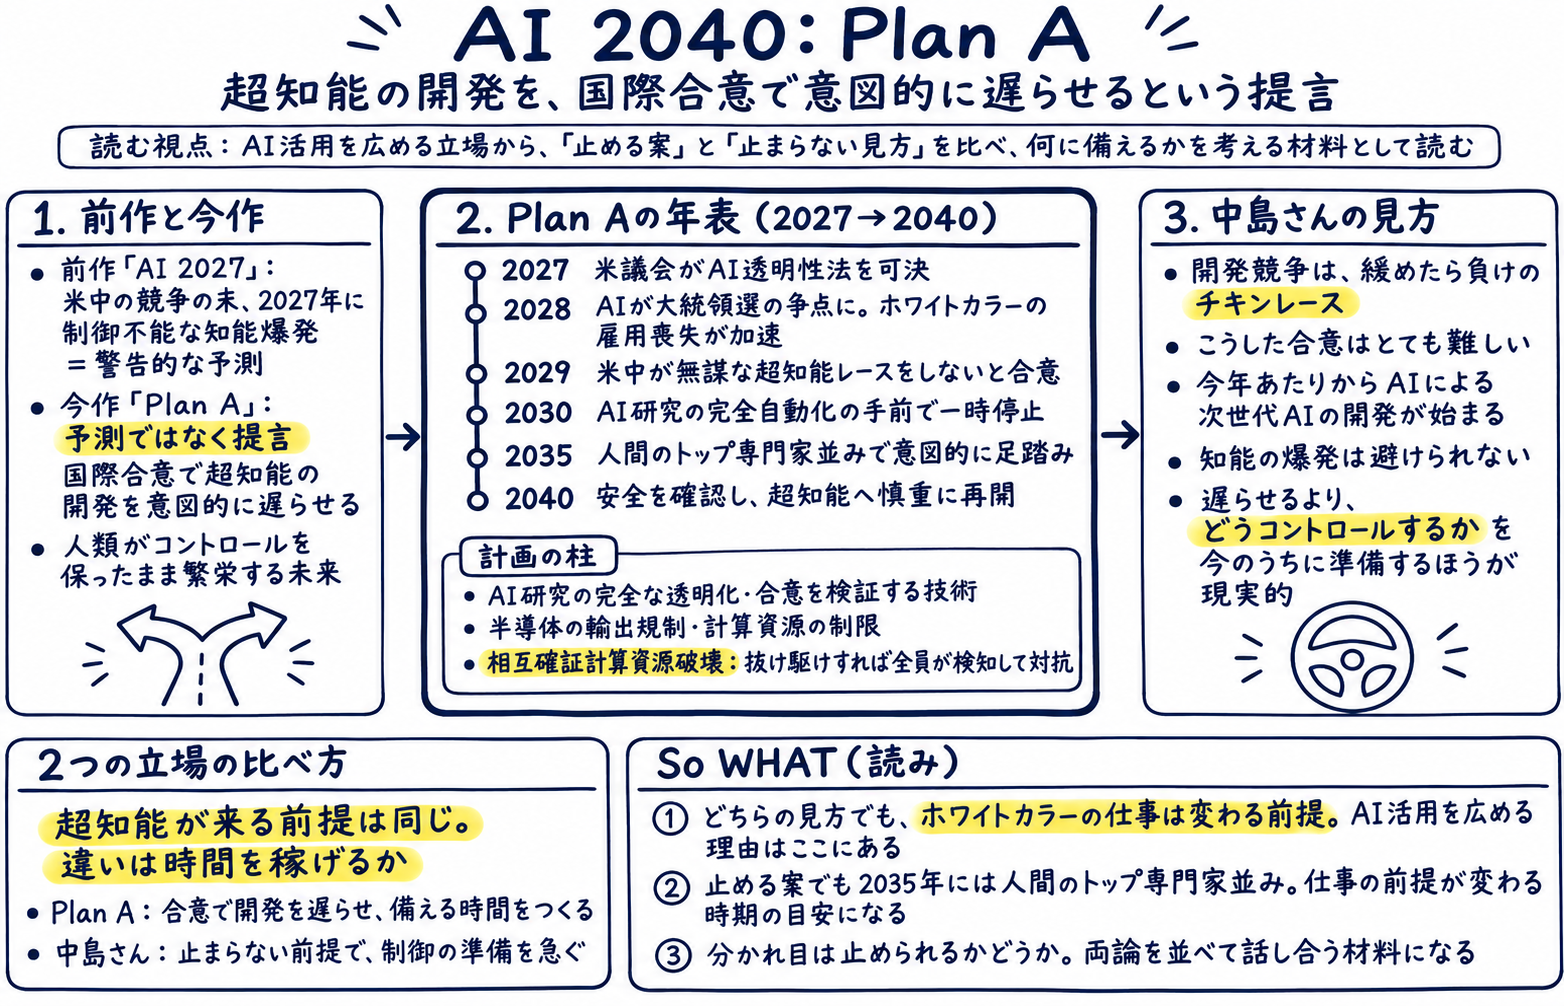 AI 2040: Plan A
超知能の開発を、国際合意で意図的に遅らせるという提言
読む視点：AI活用を広める立場から、「止める案」と「止まらない見方」を比べ、何に備えるかを考える材料として読む
1. 前作と今作
• 前作「AI 2027」：
米中の競争の末、2027年に
制御不能な知能爆発
＝警告的な予測
• 今作「Plan A」：
予測ではなく提言
国際合意で超知能の
開発を意図的に遅らせる
• 人類がコントロールを
保ったまま繁栄する未来
2. Plan Aの年表（2027→2040）
2027 米議会がAI透明性法を可決
2028 AIが大統領選の争点に。ホワイトカラーの
雇用喪失が加速
2029 米中が無謀な超知能レースをしないと合意
2030 AI研究の完全自動化の手前で一時停止
2035 人間のトップ専門家並みで意図的に足踏み
2040 安全を確認し、超知能へ慎重に再開
計画の柱
• AI研究の完全な透明化・合意を検証する技術
• 半導体の輸出規制・計算資源の制限
• 相互確証計算資源破壊：抜け駆けすれば全員が検知して対抗
3. 中島さんの見方
• 開発競争は、緩めたら負けの
チキンレース
• こうした合意はとても難しい
• 今年あたりからAIによる
次世代AIの開発が始まる
• 知能の爆発は避けられない
• 遅らせるより、
どうコントロールするかを
今のうちに準備するほうが
現実的
2つの立場の比べ方
超知能が来る前提は同じ。
違いは時間を稼げるか
• Plan A：合意で開発を遅らせ、備える時間をつくる
• 中島さん：止まらない前提で、制御の準備を急ぐ
So WHAT（読み）
① どちらの見方でも、ホワイトカラーの仕事は変わる前提。AI活用を広める
理由はここにある
② 止める案でも2035年には人間のトップ専門家並み。仕事の前提が変わる
時期の目安になる
③ 分かれ目は止められるかどうか。両論を並べて話し合う材料になる